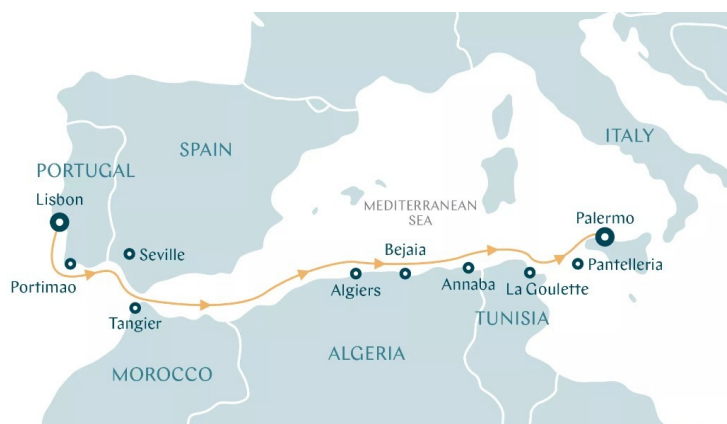 ITALY
SPAIN
PORTUGAL
Lisbon
MEDITERRANEAN
SEA
Palermo
Seville
Bejaia
Pantelleria
Portimao
Algiers
Annaba
La Goulette
Tangier
TUNISIA
ALGERIA
MOROCCO